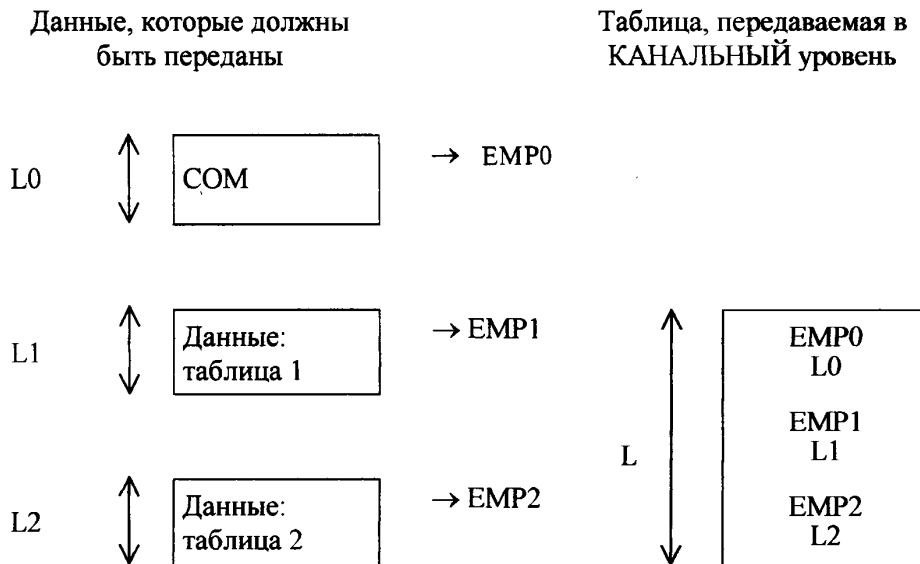 Данные, которые должны
быть переданы
Таблица, передаваемая в
КАНАЛЬНЫЙ уровень
L0
COM
→ EMP0
L1
Данные:
таблица 1
→ EMP1
L2
Данные:
таблица 2
→ EMP2
L
EMP0
L0
EMP1
L1
EMP2
L2